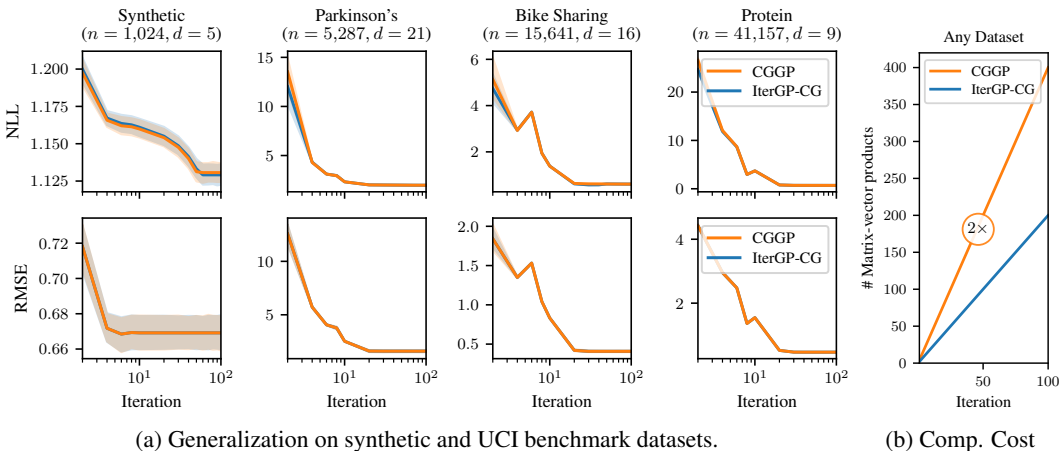 Synthetic
(n = 1,024, d = 5)
Parkinson's
(n = 5,287, d = 21)
Bike Sharing
(n = 15,641, d = 16)
Protein
(n = 41,157, d = 9)
Any Dataset
NLL
1.200
1.175
1.150
1.125
15
10
5
6
4
2
20
10
0
CGGP
IterGP-CG
RMSE
0.72
0.70
0.68
0.66
10
5
2.0
1.5
1.0
0.5
4
2
CGGP
IterGP-CG
10¹
10²
Iteration
10¹
10²
Iteration
10¹
10²
Iteration
10¹
10²
Iteration
# Matrix-vector products
400
350
300
250
200
150
100
50
0
CGGP
IterGP-CG
2×
50
100
Iteration
(a) Generalization on synthetic and UCI benchmark datasets.
(b) Comp. Cost